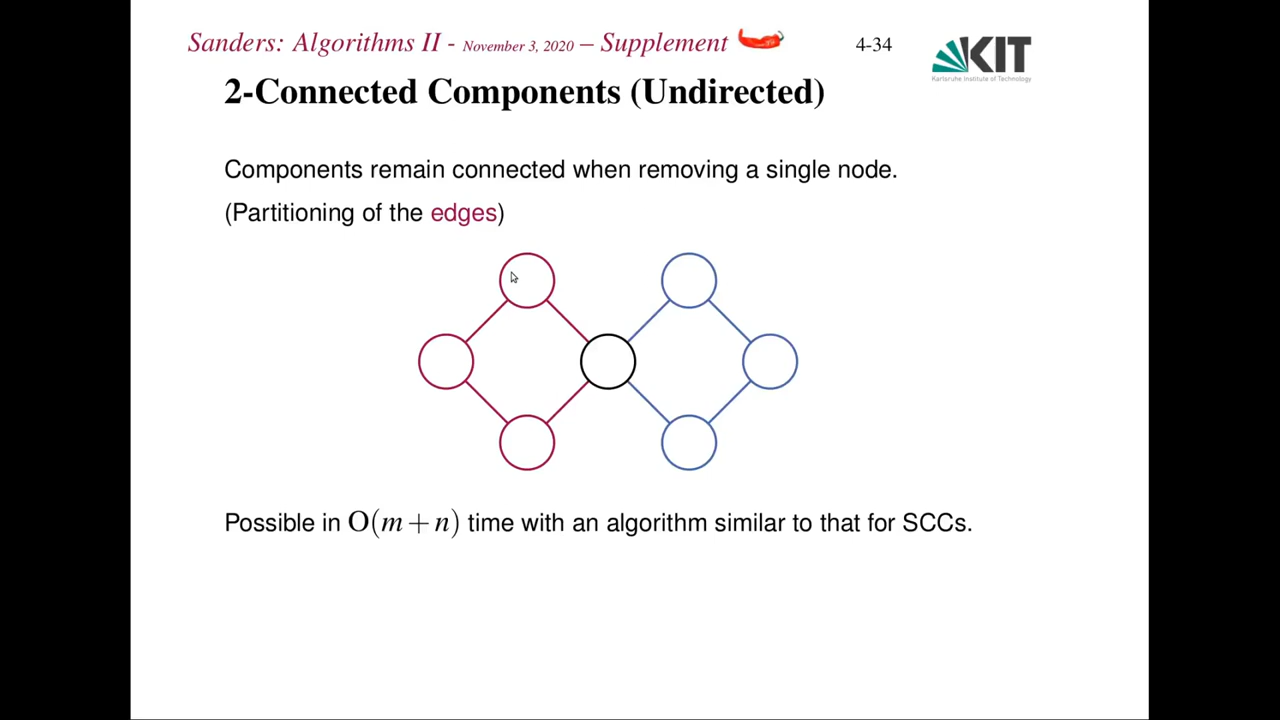 Sanders: Algorithms II - November 3, 2020 – Supplement 4-34
KIT
Karlsruhe Institute of Technology
2-Connected Components (Undirected)
Components remain connected when removing a single node.
(Partitioning of the edges)
Possible in O(m+n) time with an algorithm similar to that for SCCs.